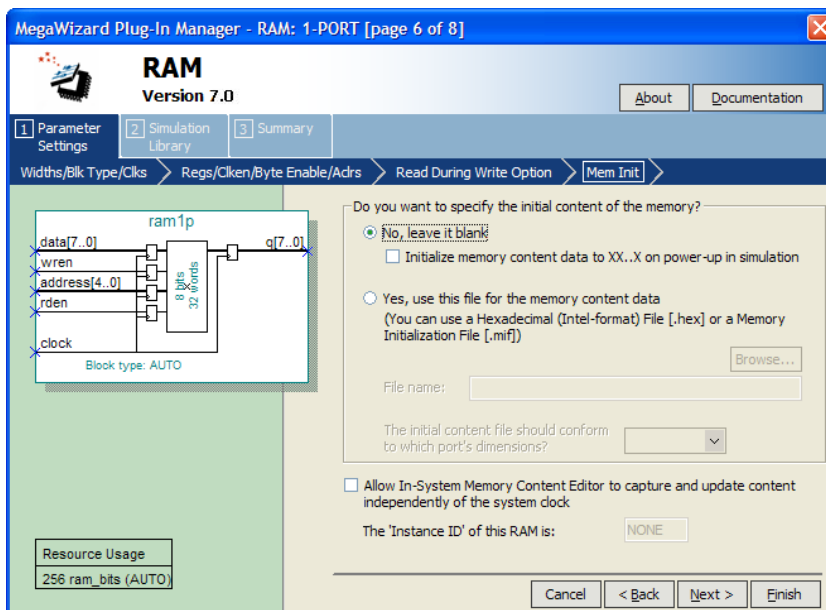 MegaWizard Plug-In Manager - RAM: 1-PORT [page 6 of 8]
RAM
Version 7.0
About
Documentation
1 Parameter Settings
2 Simulation Library
3 Summary
Widths/Blk Type/Clks
Regs/Clken/Byte Enable/Aclrs
Read During Write Option
Mem Init
ram1p
data[7..0]
q[7..0]
wren
address[4..0]
rden
clock
8 bits
32 words
Block type: AUTO
Do you want to specify the initial content of the memory?
No, leave it blank
Initialize memory content data to XX..X on power-up in simulation
Yes, use this file for the memory content data
(You can use a Hexadecimal (Intel-format) File [.hex] or a Memory
Initialization File [.mif])
Browse...
File name:
The initial content file should conform
to which port's dimensions?
Allow In-System Memory Content Editor to capture and update content
independently of the system clock
The 'Instance ID' of this RAM is:
NONE
Resource Usage
256 ram_bits (AUTO)
Cancel
< Back
Next >
Finish